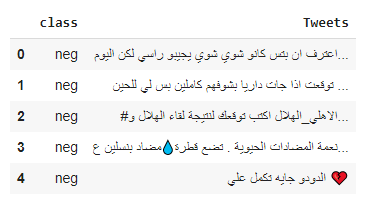 class Tweets
0 neg اعترف ان بتس كانو شوي شوي يجيبو راسي لكن اليوم...
1 neg توقعت اذا جات داريا بشوفهم كاملين بس لي للحين ...
2 neg الاهلي_الهلال اكتب توقعك لنتيجة لقاء الهلال و#...
3 neg نعمة المضادات الحيوية . تضع قطرة💧مضاد بنسلين ع...
4 neg الدودو جايه تكمل علي 💔